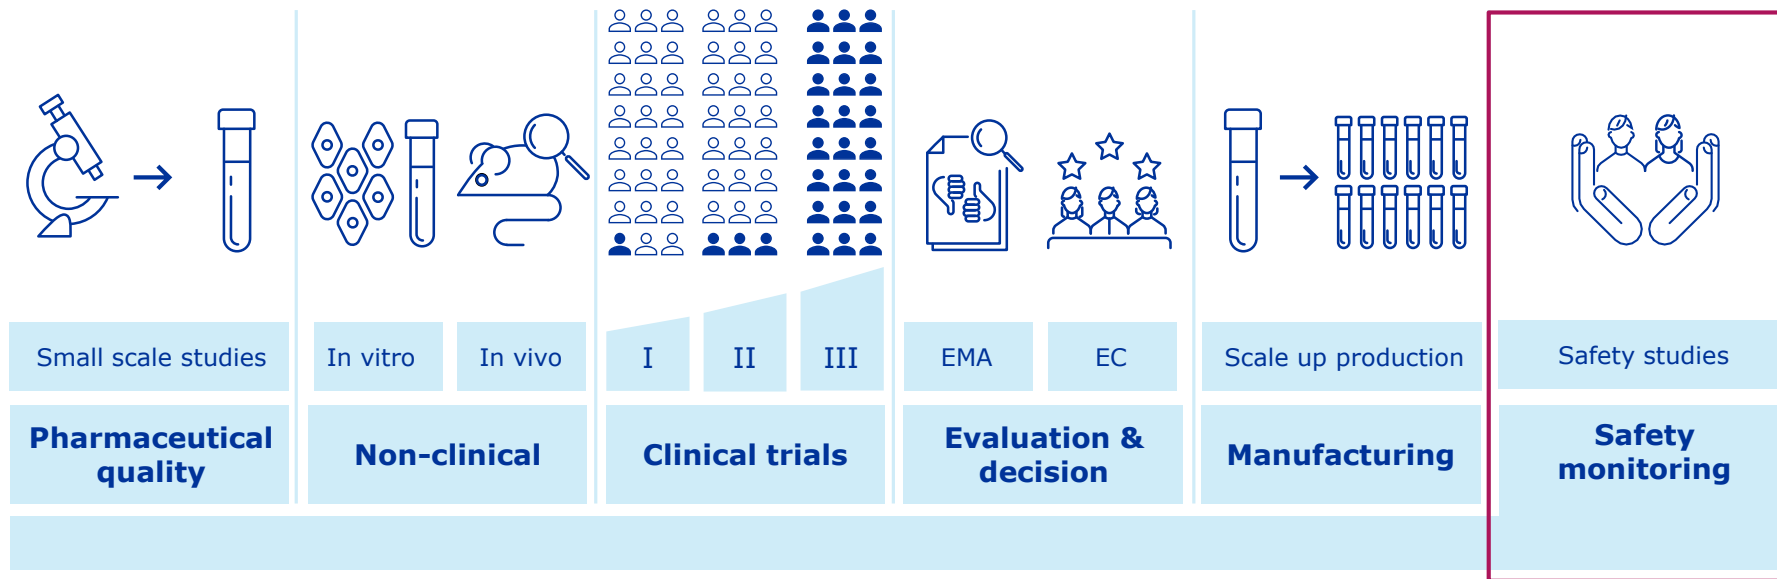 Small scale studies
In vitro
In vivo
I
II
III
EMA
EC
Scale up production
Safety studies
Pharmaceutical
quality
Non-clinical
Clinical trials
Evaluation &
decision
Manufacturing
Safety
monitoring